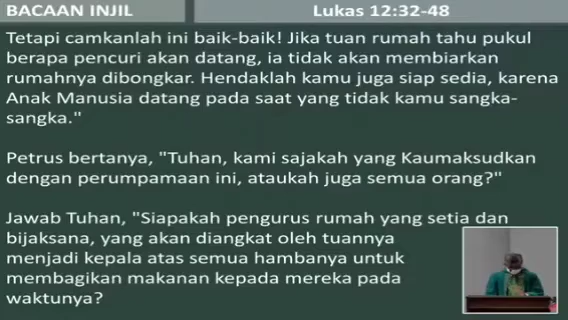 BACAAN INJIL
Lukas 12:32-48
Tetapi camkanlah ini baik-baik! Jika tuan rumah tahu pukul
berapa pencuri akan datang, ia tidak akan membiarkan
rumahnya dibongkar. Hendaklah kamu juga siap sedia, karena
Anak Manusia datang pada saat yang tidak kamu sangka-
sangka."
Petrus bertanya, "Tuhan, kami sajakah yang Kaumaksudkan
dengan perumpamaan ini, ataukah juga semua orang?"
Jawab Tuhan, "Siapakah pengurus rumah yang setia dan
bijaksana, yang akan diangkat oleh tuannya
menjadi kepala atas semua hambanya untuk
membagikan makanan kepada mereka pada
waktunya?